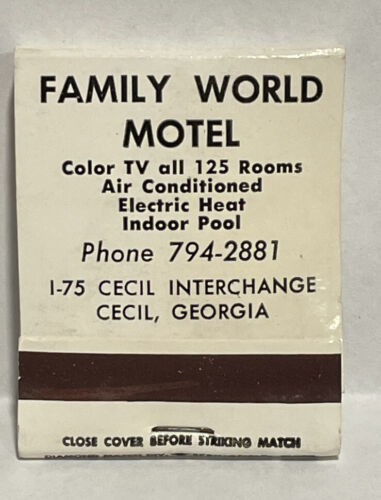 FAMILY WORLD
MOTEL
Color TV all 125 Rooms
Air Conditioned
Electric Heat
Indoor Pool
Phone 794-2881
I-75 CECIL INTERCHANGE
CECIL, GEORGIA
CLOSE COVER BEFORE STRIKING MATCH